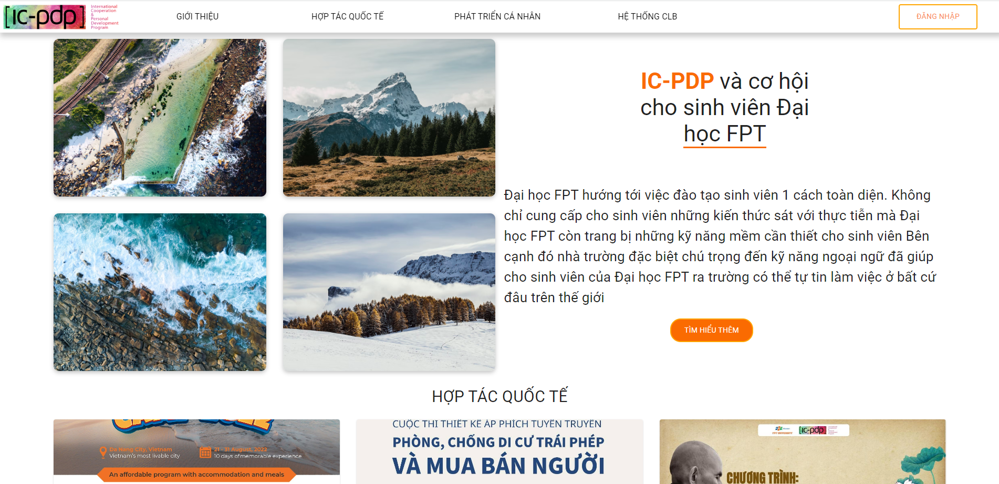 [ic-pdp]
International
Cooperation
&
Personal
Development
Program
GIỚI THIỆU
HỢP TÁC QUỐC TẾ
PHÁT TRIỂN CÁ NHÂN
HỆ THỐNG CLB
ĐĂNG NHẬP
IC-PDP và cơ hội
cho sinh viên Đại
học FPT
Đại học FPT hướng tới việc đào tạo sinh viên 1 cách toàn diện. Không
chỉ cung cấp cho sinh viên những kiến thức sát với thực tiễn mà Đại
học FPT còn trang bị những kỹ năng mềm cần thiết cho sinh viên Bên
cạnh đó nhà trường đặc biệt chú trọng đến kỹ năng ngoại ngữ đã giúp
cho sinh viên của Đại học FPT ra trường có thể tự tin làm việc ở bất cứ
đâu trên thế giới
TÌM HIỂU THÊM
HỢP TÁC QUỐC TẾ
Da Nang City, Vietnam
Vietnam's most livable city
21 - 31 August, 2022
10 days of memorable experience
An affordable program with accommodation and meals
CUỘC THI THIẾT KẾ ÁP PHÍCH TUYÊN TRUYỀN
PHÒNG, CHỐNG DI CƯ TRÁI PHÉP
VÀ MUA BÁN NGƯỜI
FPT Education
FPT UNIVERSITY
[ic-pdp]
CHƯƠNG TRÌNH: